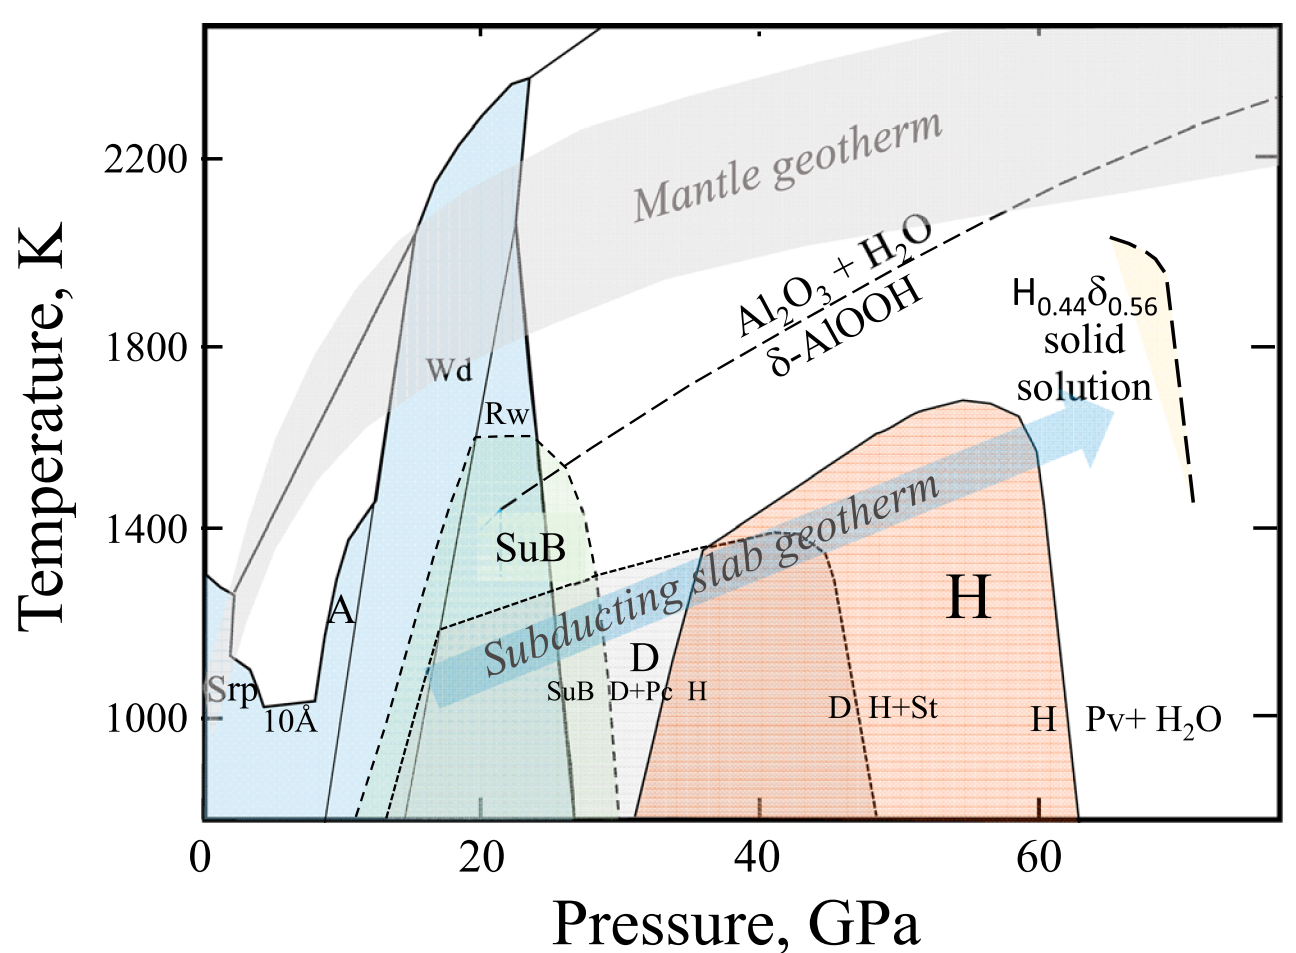 Temperature, K
2200
1800
1400
1000
Mantle geotherm
Al₂O₃ + H₂O
δ-AlOOH
H₀.₄₄δ₀.₅₆
solid
solution
Wd
Rw
SuB
Subducting slab geotherm
A
H
D
Srp
10Å
SuB D+Pc H
D H+St
H Pv+ H₂O
0 20 40 60
Pressure, GPa